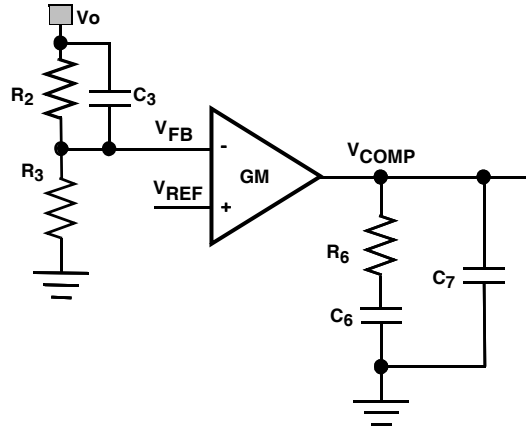 Vo
R2
C3
VFB
-
VCOMP
R3
GM
VREF
+
R6
C7
C6